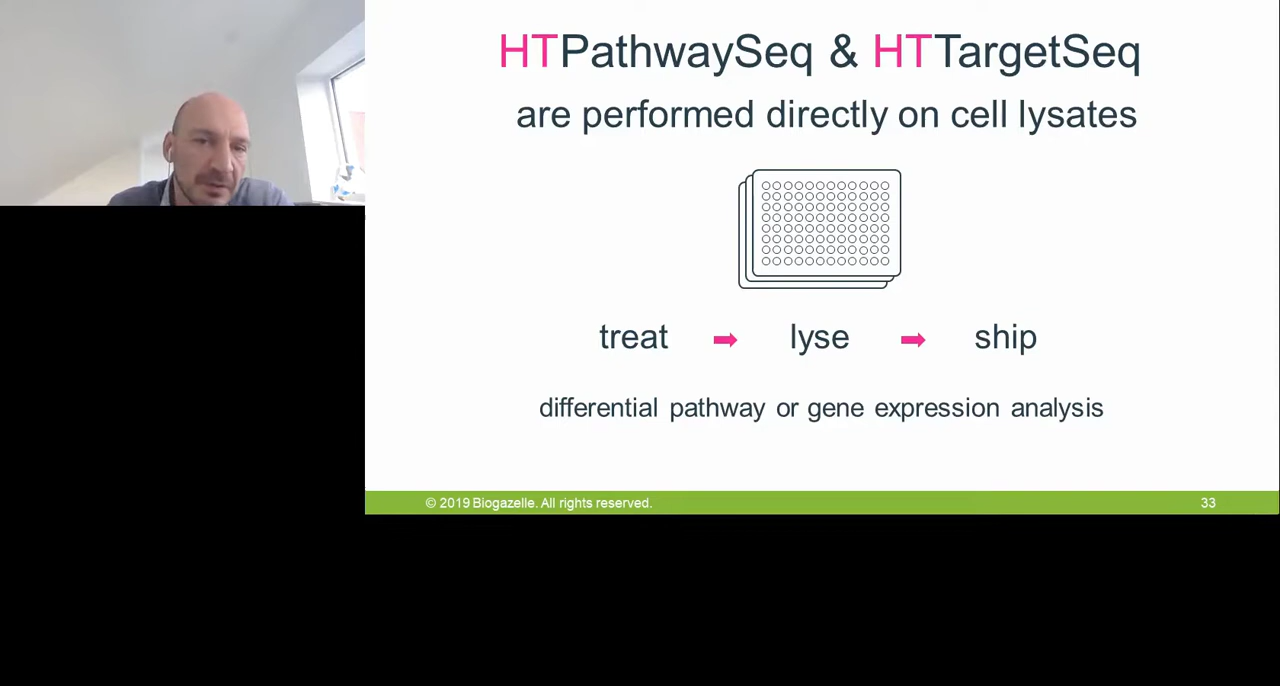 HTPathwaySeq & HTTargetSeq
are performed directly on cell lysates
treat ➡ lyse ➡ ship
differential pathway or gene expression analysis
© 2019 Biogazelle. All rights reserved.
33